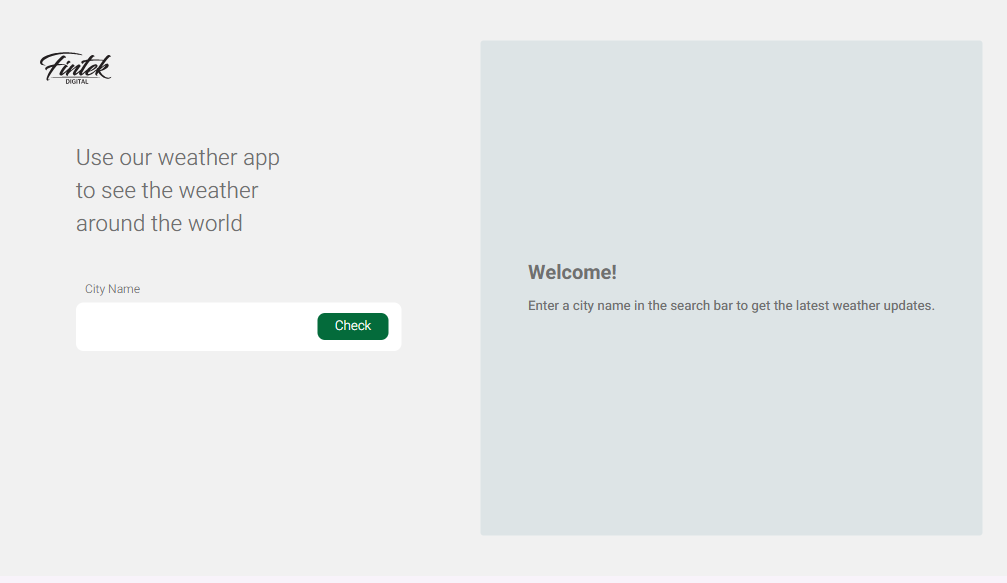 Fintek
DIGITAL
Use our weather app
to see the weather
around the world
City Name
Check
Welcome!
Enter a city name in the search bar to get the latest weather updates.